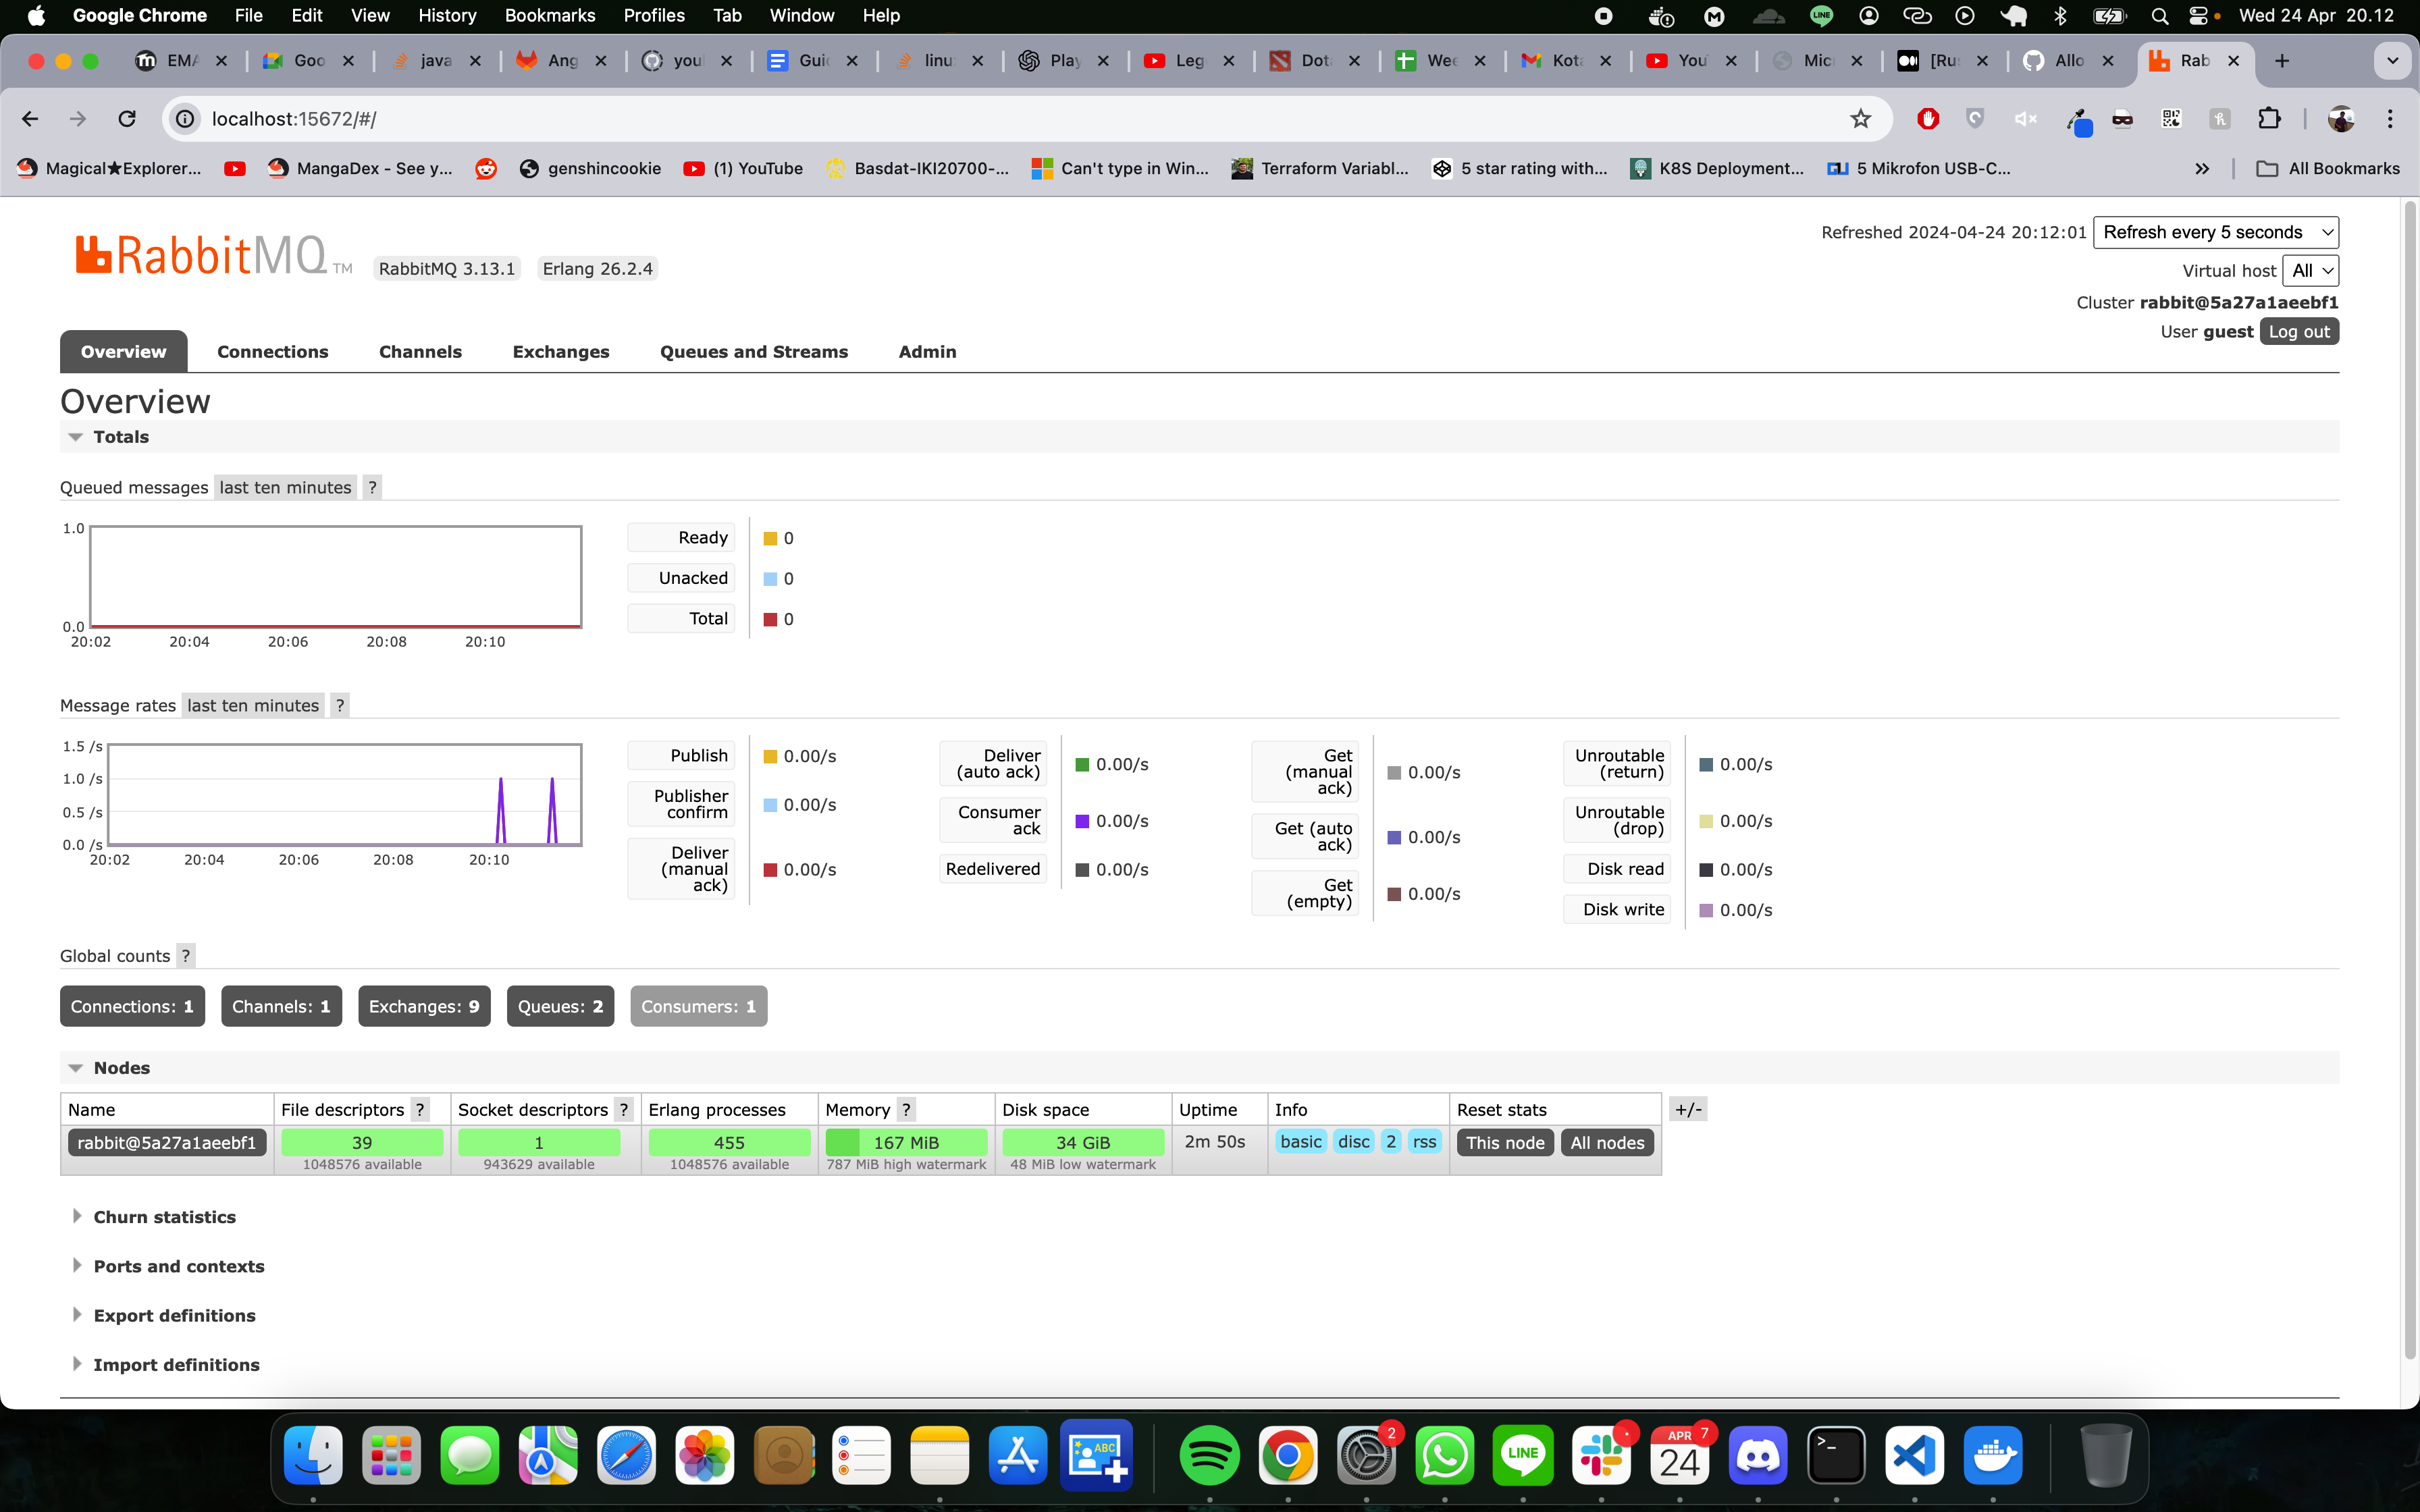 Google Chrome File Edit View History Bookmarks Profiles Tab Window Help Wed 24 Apr 20.12
EMA Goo java Ang you Guid linux Play Leg Dota Wee Kota You Mic [Rus Allo Rab
localhost:15672/#/
Magical★Explorer... MangaDex - See y... genshincookie (1) YouTube Basdat-IKI20700-... Can't type in Win... Terraform Variabl... 5 star rating with... K8S Deployment... 5 Mikrofon USB-C... » All Bookmarks
RabbitMQ TM RabbitMQ 3.13.1 Erlang 26.2.4
Refreshed 2024-04-24 20:12:01 Refresh every 5 seconds
Virtual host All
Cluster rabbit@5a27a1aeebf1
User guest Log out
Overview Connections Channels Exchanges Queues and Streams Admin
Overview
Totals
Queued messages last ten minutes ?
1.0
0.0
20:02 20:04 20:06 20:08 20:10
Ready 0
Unacked 0
Total 0
Message rates last ten minutes ?
1.5 /s
1.0 /s
0.5 /s
0.0 /s
20:02 20:04 20:06 20:08 20:10
Publish 0.00/s
Publisher confirm 0.00/s
Deliver (manual ack) 0.00/s
Deliver (auto ack) 0.00/s
Consumer ack 0.00/s
Redelivered 0.00/s
Get (manual ack) 0.00/s
Get (auto ack) 0.00/s
Get (empty) 0.00/s
Unroutable (return) 0.00/s
Unroutable (drop) 0.00/s
Disk read 0.00/s
Disk write 0.00/s
Global counts ?
Connections: 1 Channels: 1 Exchanges: 9 Queues: 2 Consumers: 1
Nodes
Name File descriptors ? Socket descriptors ? Erlang processes Memory ? Disk space Uptime Info Reset stats +/-
rabbit@5a27a1aeebf1 39 1 455 167 MiB 34 GiB 2m 50s basic disc 2 rss This node All nodes
1048576 available 943629 available 1048576 available 787 MiB high watermark 48 MiB low watermark
Churn statistics
Ports and contexts
Export definitions
Import definitions
ABC 2 LINE APR 7 24